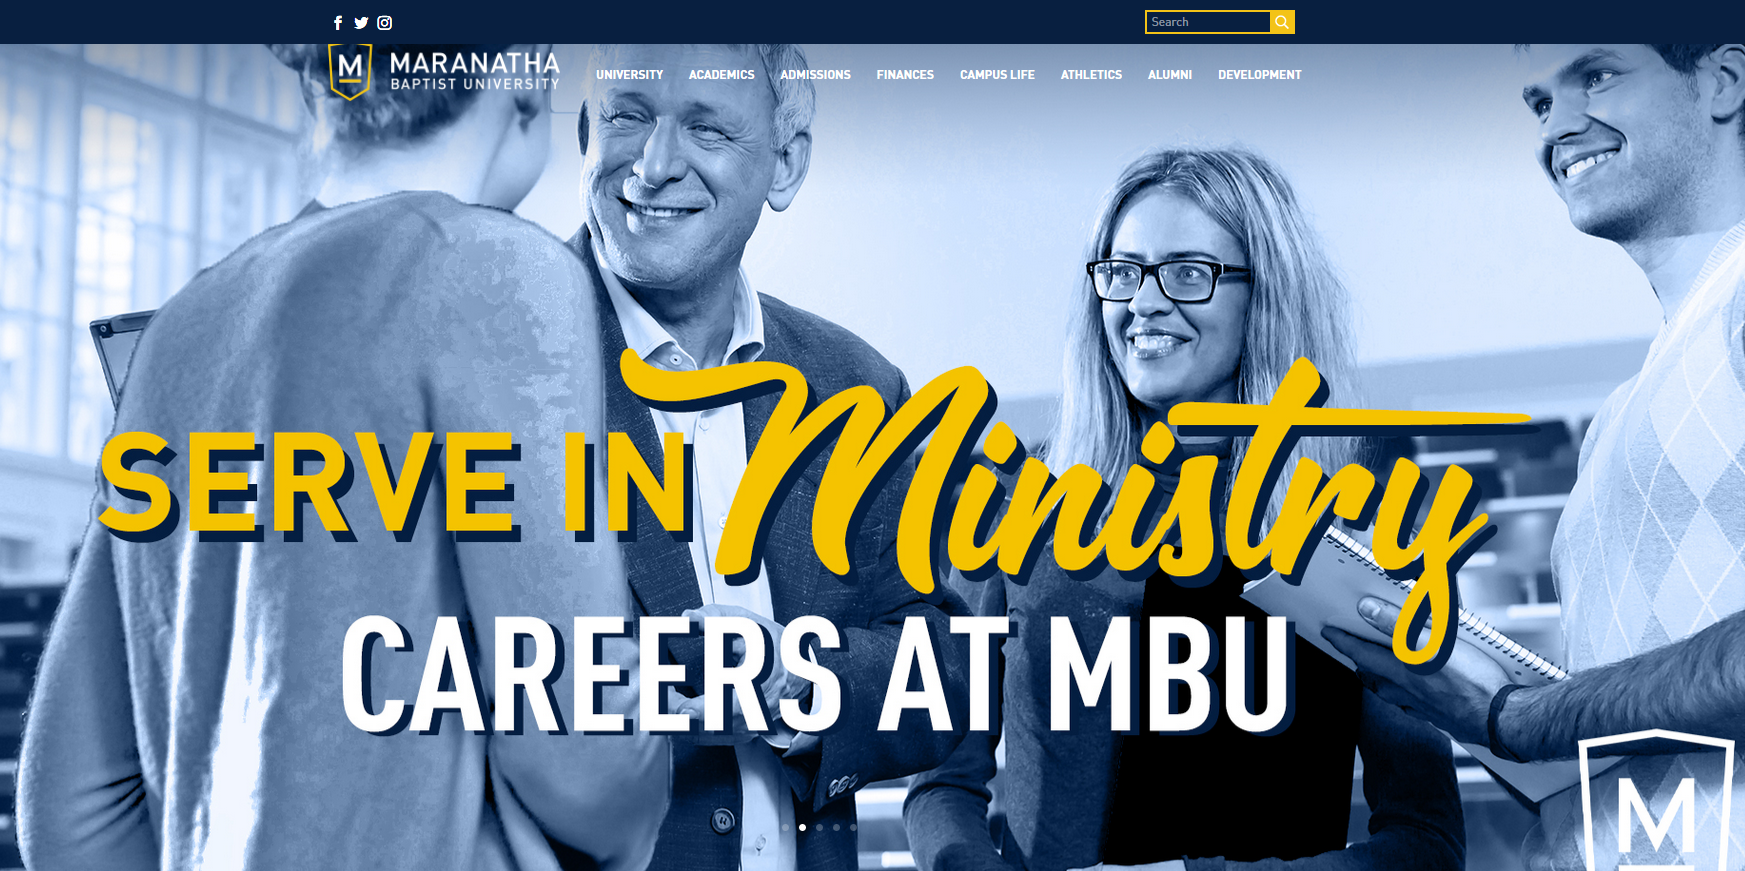 Search
M MARANATHA
BAPTIST UNIVERSITY
UNIVERSITY ACADEMICS ADMISSIONS FINANCES CAMPUS LIFE ATHLETICS ALUMNI DEVELOPMENT
SERVE IN Ministry
CAREERS AT MBU
M